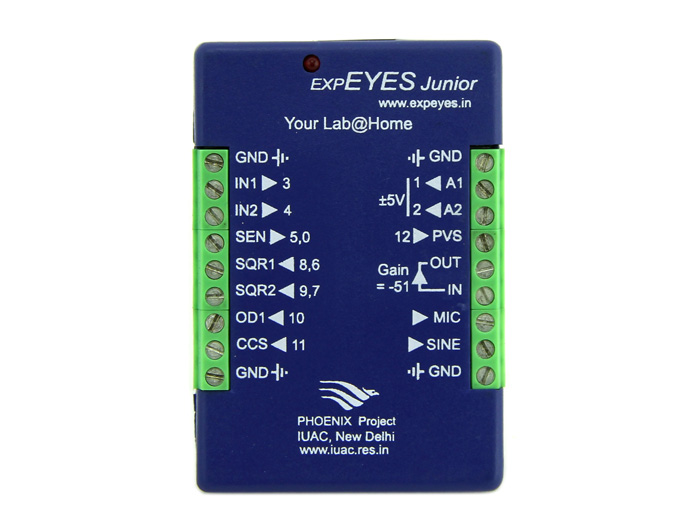 EXPEYES Junior
www.expeyes.in
Your Lab@Home
GND
IN1 3
IN2 4
SEN 5,0
SQR1 8,6
SQR2 9,7
OD1 10
CCS 11
GND
GND
±5V
1 A1
2 A2
12 PVS
Gain = -51
OUT
IN
MIC
SINE
GND
PHOENIX Project
IUAC, New Delhi
www.iuac.res.in